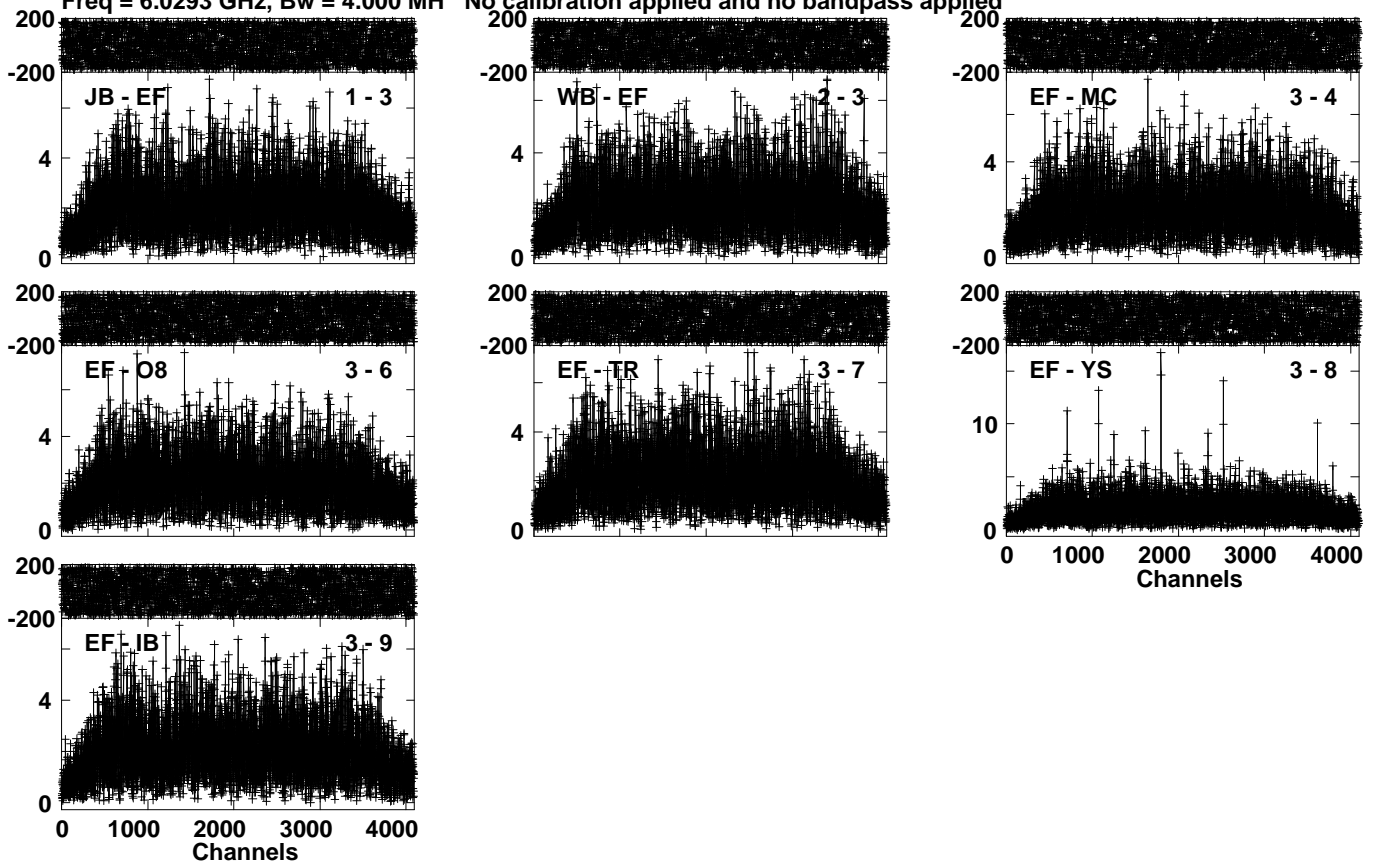 Freq = 6.0293 GHz, Bw = 4.000 MH No calibration applied and no bandpass applied
200
-200
JB - EF 1 - 3
4
0
200
-200
WB - EF 2 - 3
4
0
200
-200
EF - MC 3 - 4
4
0
200
-200
EF - O8 3 - 6
4
0
200
-200
EF - TR 3 - 7
4
0
200
-200
EF - YS 3 - 8
10
0
0 1000 2000 3000 4000
Channels
200
-200
EF - IB 3 - 9
4
0
0 1000 2000 3000 4000
Channels